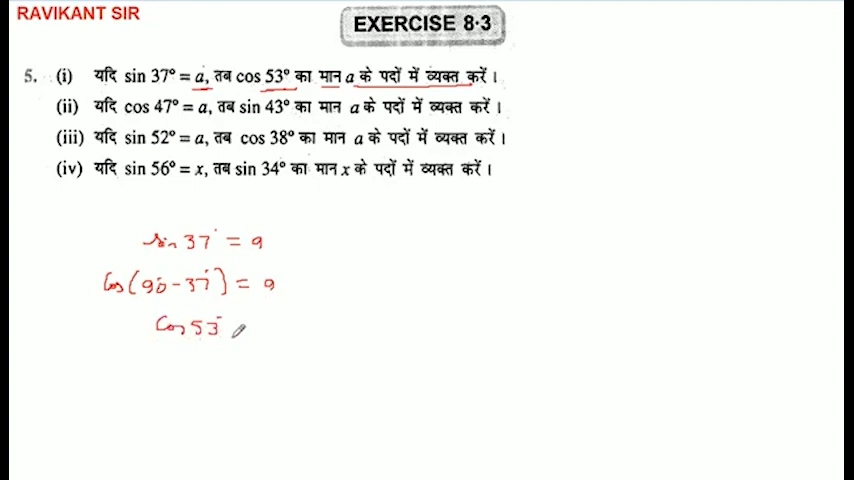 RAVIKANT SIR
EXERCISE 8·3
5. (i) यदि sin 37° = a, तब cos 53° का मान a के पदों में व्यक्त करें।
(ii) यदि cos 47° = a, तब sin 43° का मान a के पदों में व्यक्त करें।
(iii) यदि sin 52° = a, तब cos 38° का मान a के पदों में व्यक्त करें।
(iv) यदि sin 56° = x, तब sin 34° का मान x के पदों में व्यक्त करें।
sin 37° = a
Cos(90° - 37°) = a
Cos 53°